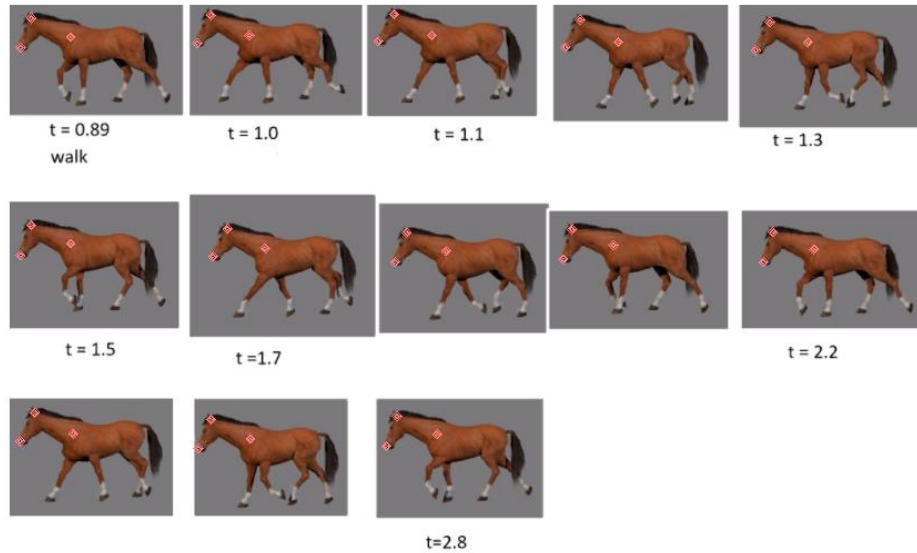 t = 0.89
walk
t = 1.0
t = 1.1
t = 1.3
t = 1.5
t =1.7
t = 2.2
t=2.8